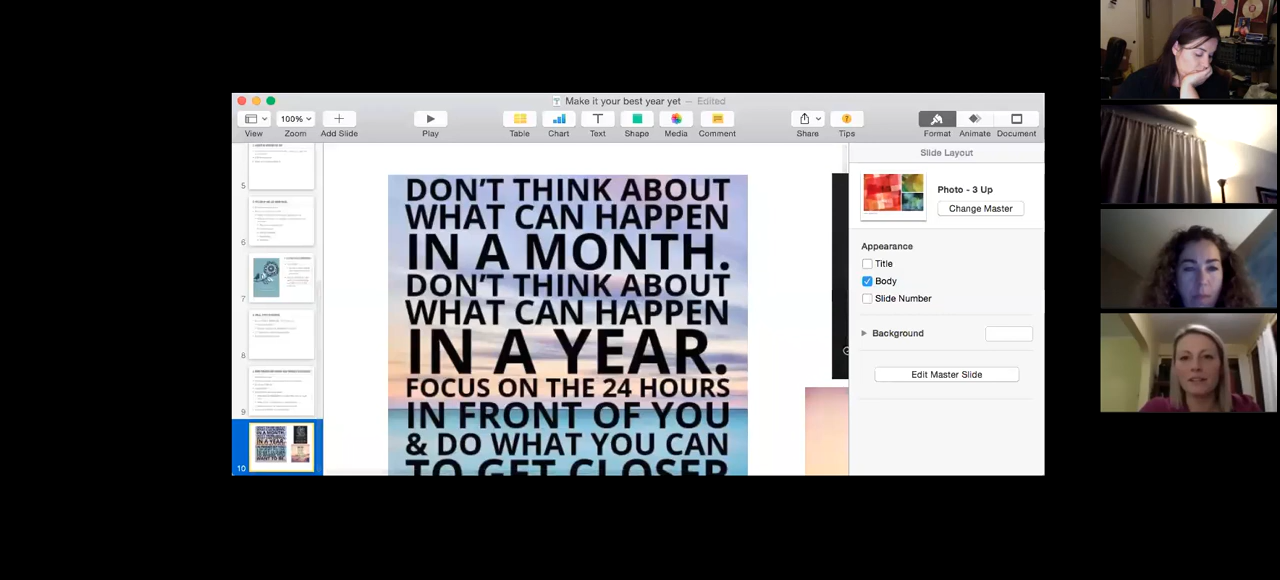 Make it your best year yet — Edited
View
100%
Zoom
Add Slide
Play
Table
Chart
Text
Shape
Media
Comment
Share
Tips
Format
Animate
Document
5
6
7
8
9
10
DON'T THINK ABOUT
WHAT CAN HAPPEN
IN A MONTH.
DON'T THINK ABOUT
WHAT CAN HAPPEN
IN A YEAR
FOCUS ON THE 24 HOURS
IN FRONT OF YOU
& DO WHAT YOU CAN
TO GET CLOSER
Slide Layout
Photo - 3 Up
Change Master
Appearance
Title
Body
Slide Number
Background
Edit Master Slide